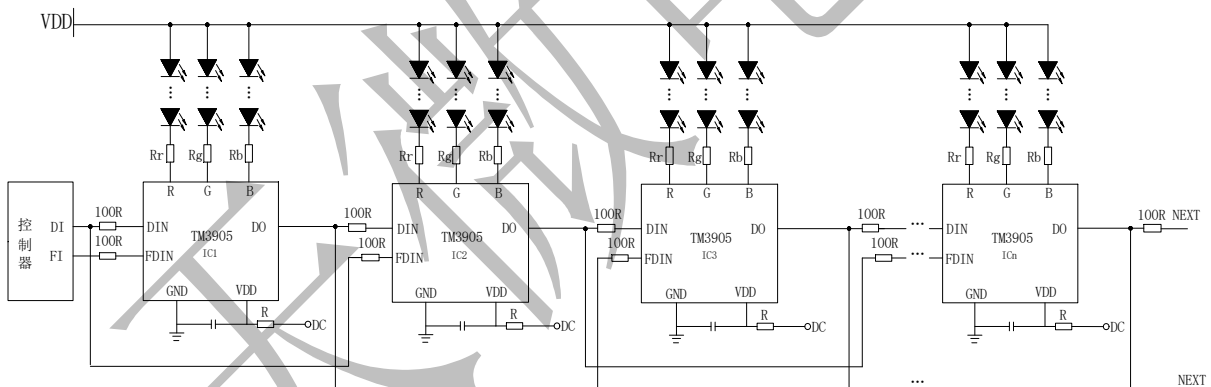 VDD
Rr Rg Rb Rr Rg Rb Rr Rg Rb Rr Rg Rb
R G B R G B R G B R G B
控制器
DI
FI
100R
100R
DIN
FDIN
DO
TM3905
IC1
GND
VDD
R
DC
100R
100R
DIN
FDIN
DO
TM3905
IC2
GND
VDD
R
DC
100R
100R
DIN
FDIN
DO
TM3905
IC3
GND
VDD
R
DC
100R
100R
...
...
DIN
FDIN
DO
TM3905
ICn
GND
VDD
R
DC
100R NEXT
...
NEXT